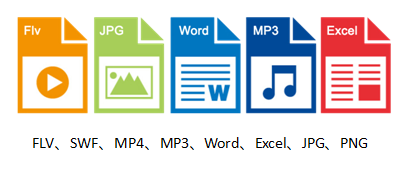 Flv JPG Word MP3 Excel
W
FLV、SWF、MP4、MP3、Word、Excel、JPG、PNG